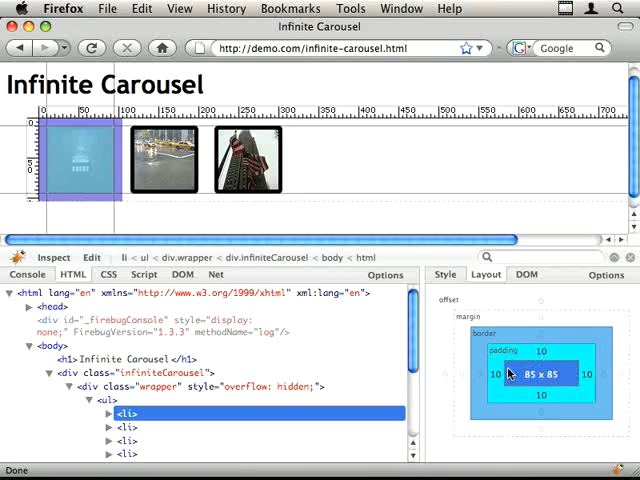 Firefox File Edit View History Bookmarks Tools Window Help
Infinite Carousel
http://demo.com/infinite-carousel.html
Google
Infinite Carousel
0 50 100 150 200 250 300 350 400 450 500 550 600 650 700
0
50
Inspect Edit li < ul < div.wrapper < div.infiniteCarousel < body < html
Console HTML CSS Script DOM Net Options
Style Layout DOM Options
<html lang="en" xmlns="http://www.w3.org/1999/xhtml" xml:lang="en">
<head>
<div id="_firebugConsole" style="display:
none;" FirebugVersion="1.3.3" methodName="log"/>
<body>
<h1>Infinite Carousel</h1>
<div class="infiniteCarousel">
<div class="wrapper" style="overflow: hidden;">
<ul>
<li>
<li>
<li>
<li>
offset 0
margin 0
border 0
padding 10
10 85 x 85 10
10
Done